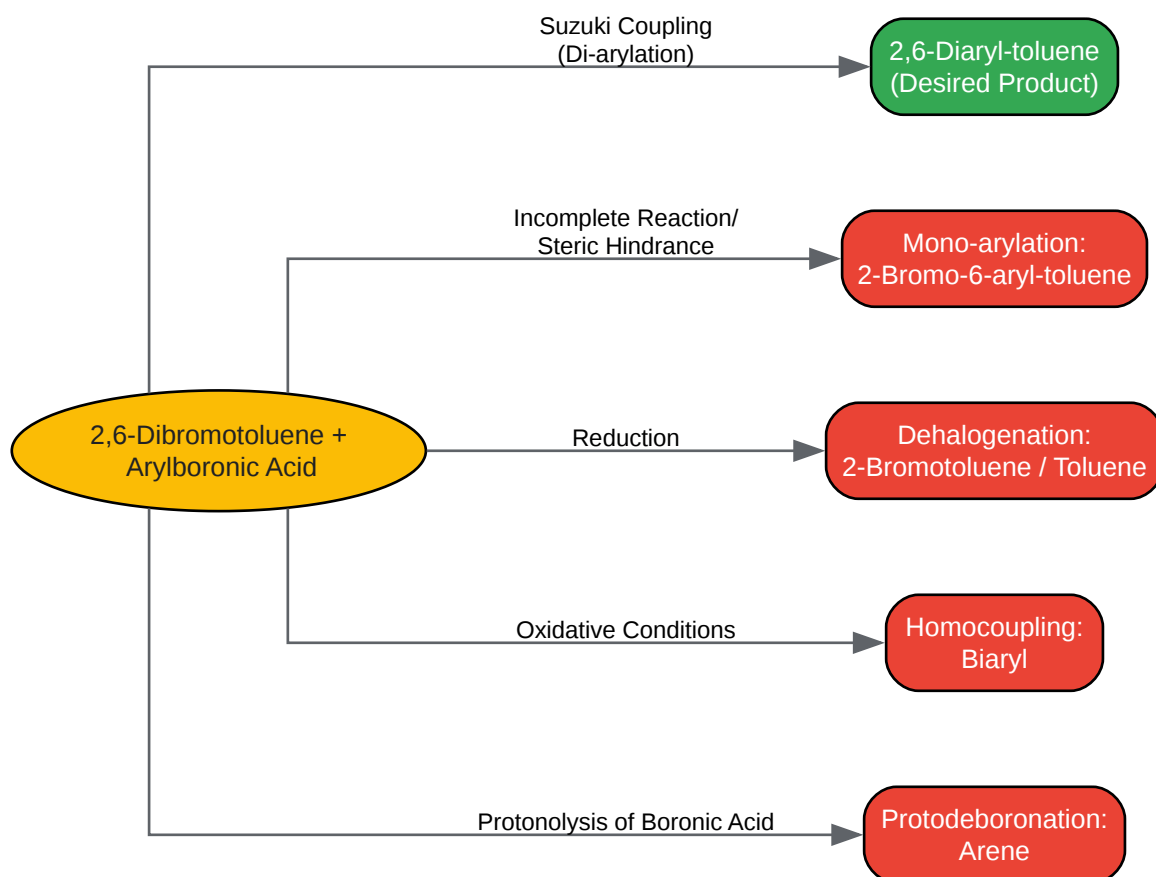 Suzuki Coupling
(Di-arylation)
2,6-Diaryl-toluene
(Desired Product)
Incomplete Reaction/
Steric Hindrance
Mono-arylation:
2-Bromo-6-aryl-toluene
2,6-Dibromotoluene +
Arylboronic Acid
Reduction
Dehalogenation:
2-Bromotoluene / Toluene
Oxidative Conditions
Homocoupling:
Biaryl
Protonolysis of Boronic Acid
Protodeboronation:
Arene